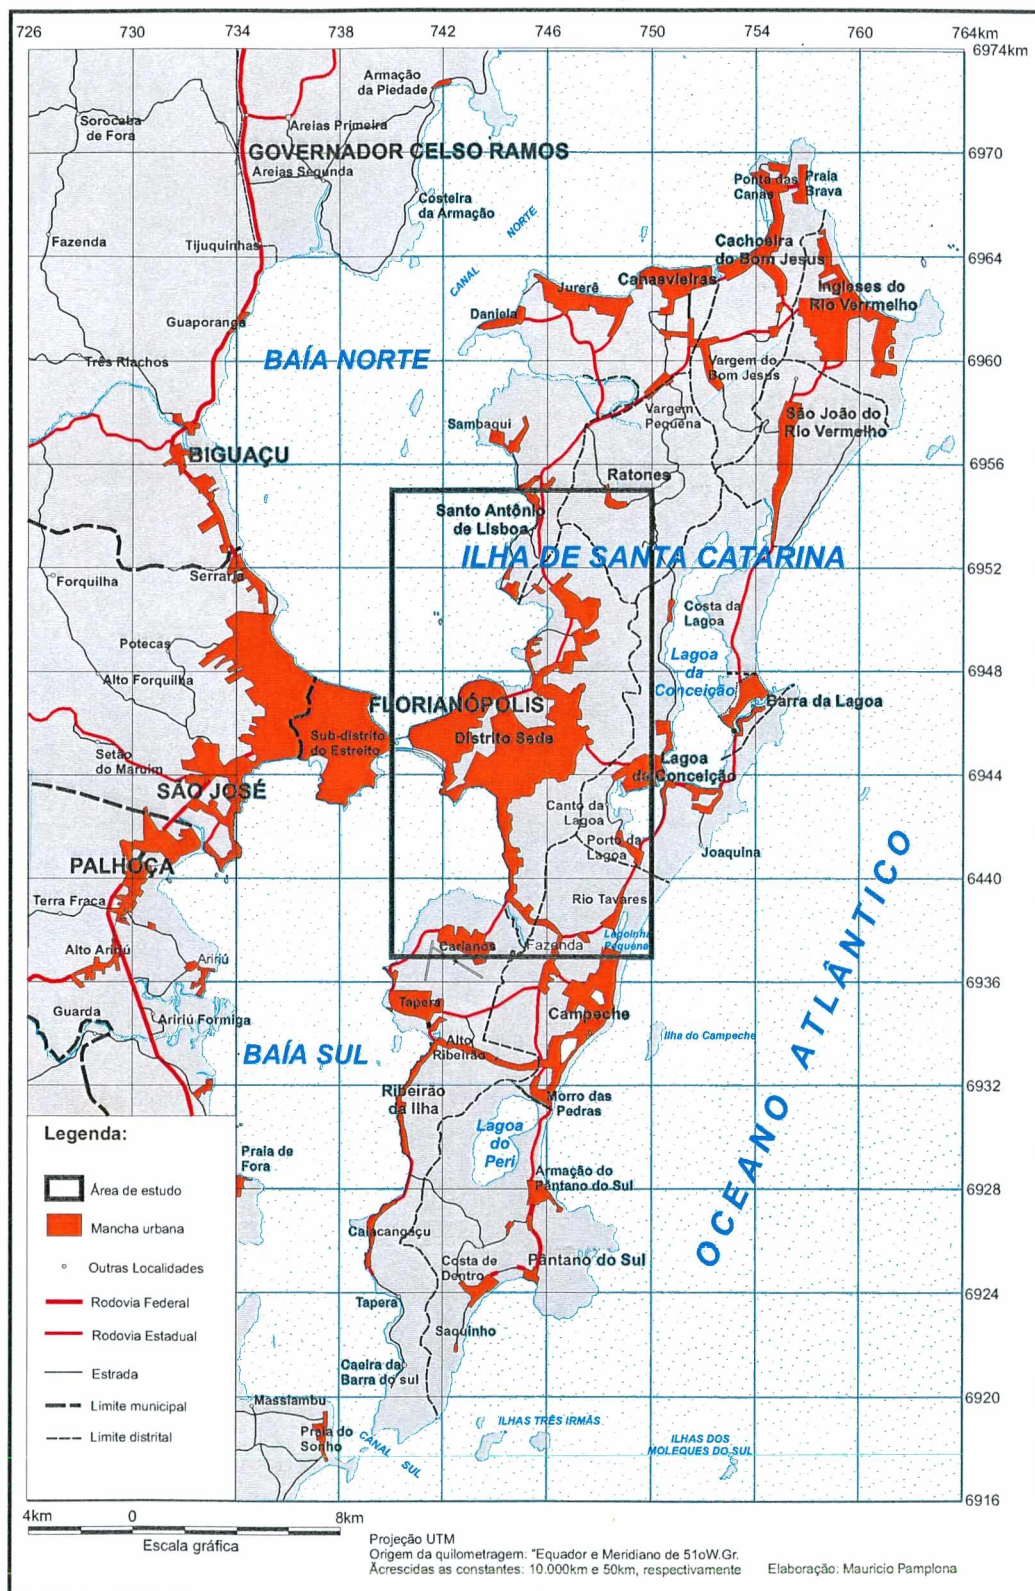 726 730 734 738 742 746 750 754 760 764km
6974km
Armação
da Piedade
Sorocaba
de Fora
Areias Primeira
GOVERNADOR CELSO RAMOS
6970
Areias Segunda
Ponta das
Canas
Praia
Brava
Costeira
da Armação
CANAL NORTE
Fazenda
Tijuquinhas
Cachoeira
do Bom Jesus
6964
Canasvieiras
Jurerê
Ingleses do
Rio Verrmelho
Daniela
Guaporanga
BAÍA NORTE
Três Riachos
6960
Vargem do
Bom Jesus
Vargem
Pequena
São João do
Rio Vermelho
Sambaqui
BIGUAÇU
6956
Ratones
Santo Antônio
de Lisboa
ILHA DE SANTA CATARINA
6952
Forquilha
Serraria
Costa da
Lagoa
Potecas
Lagoa
da
Conceição
6948
Alto Forquilha
FLORIANÓPOLIS
Barra da Lagoa
Sub-distrito
do Estreito
Distrito Sede
Setão
do Maruim
Lagoa
da Conceição
6944
SÃO JOSÉ
Canto da
Lagoa
Porto da
Lagoa
Joaquina
PALHOÇA
6440
Terra Fraca
Rio Tavares
Lagoinha
Pequena
Alto Aririú
Aririú
Carianos
Fazenda
6936
Tapera
Campeche
Guarda
Aririú Formiga
Alto
Ribeirão
Ilha do Campeche
BAÍA SUL
6932
Ribeirão
da Ilha
Morro das
Pedras
Lagoa
do
Peri
OCEANO ATLÂNTICO
Legenda:
Praia de
Fora
Área de estudo
Armação do
Pântano do Sul
6928
Mancha urbana
Caiacangaçu
Outras Localidades
Costa de
Dentro
Pântano do Sul
Rodovia Federal
Tapera
6924
Rodovia Estadual
Saquinho
Estrada
Caeira da
Barra do sul
Limite municipal
Massiambu
6920
Limite distrital
Praia do
Sonho
CANAL SUL
ILHAS TRÊS IRMÃS
ILHAS DOS
MOLEQUES DO SUL
6916
4km 0 8km
Escala gráfica
Projeção UTM
Origem da quilometragem: "Equador e Meridiano de 51oW.Gr.
Acrescidas as constantes: 10.000km e 50km, respectivamente
Elaboração: Mauricio Pamplona